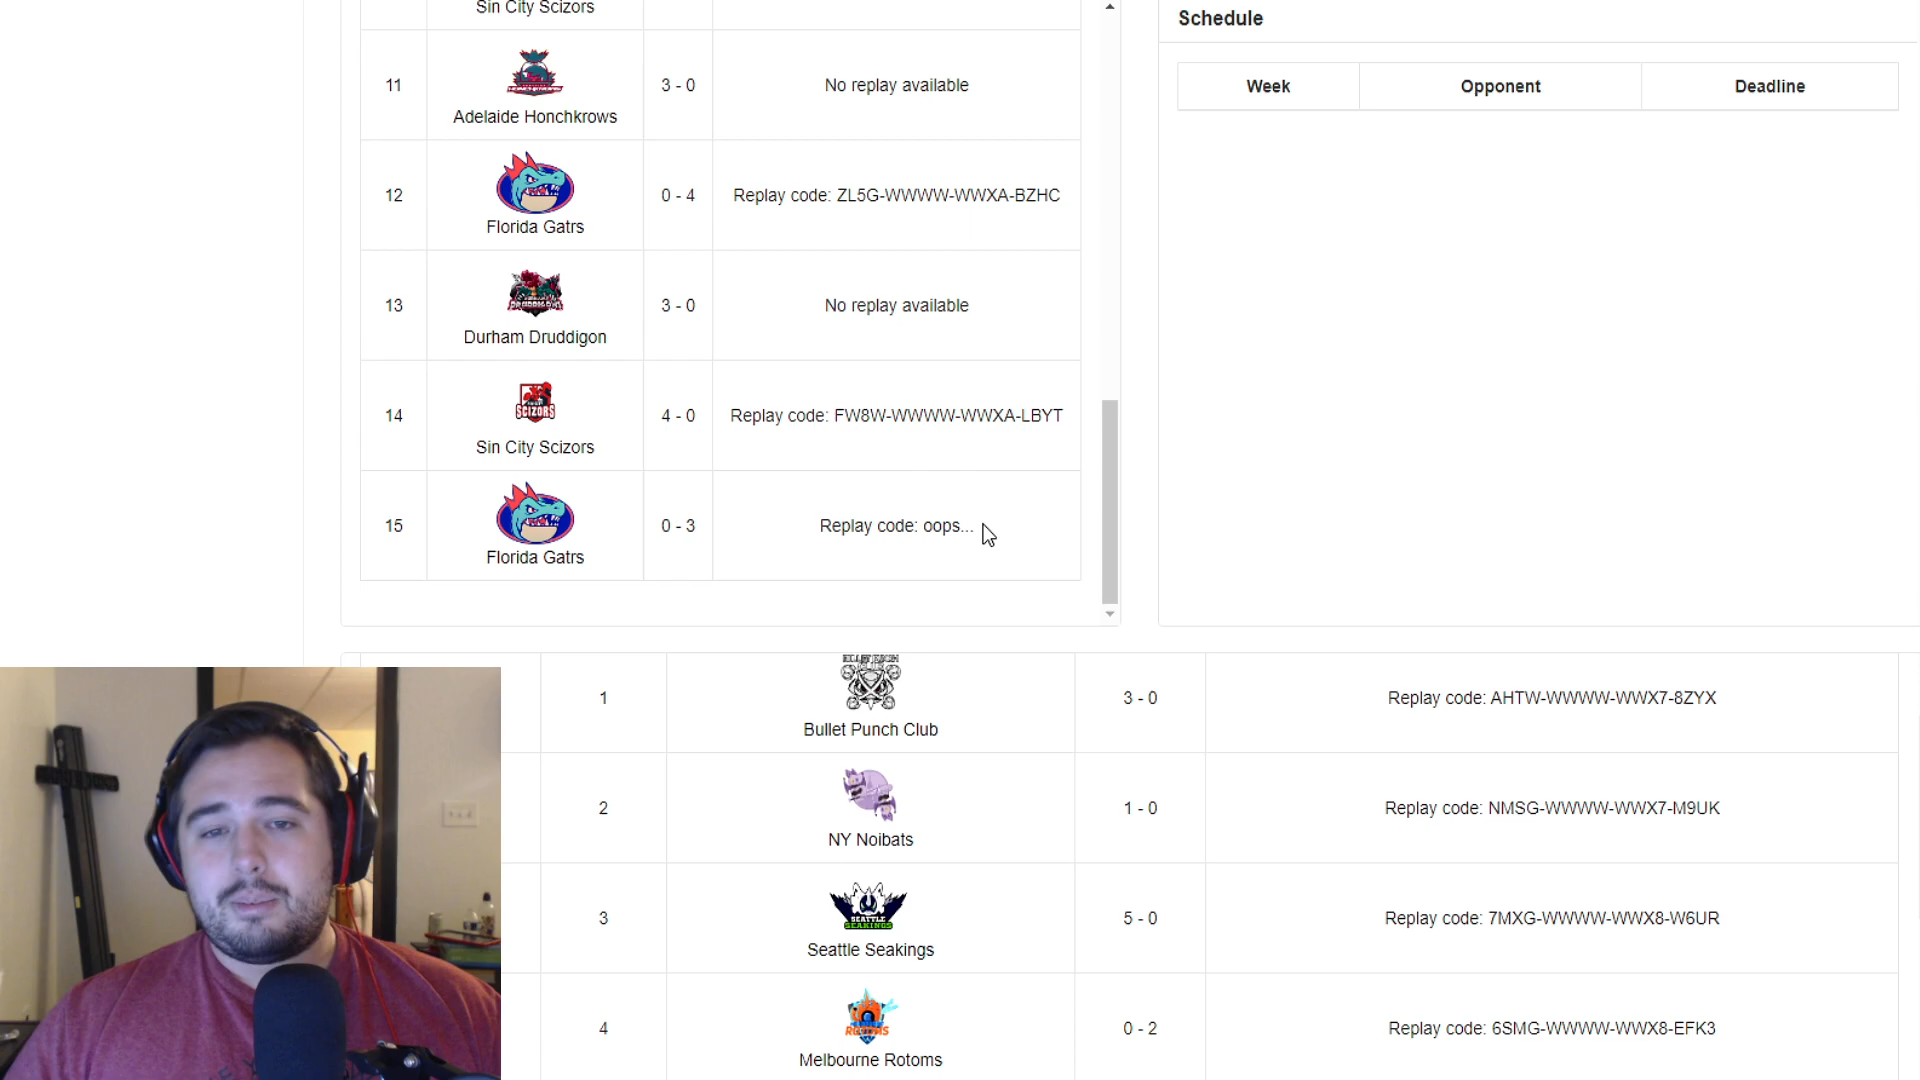 Sin City Scizors
Schedule
Week Opponent Deadline
11 3 - 0 No replay available
Adelaide Honchkrows
12 0 - 4 Replay code: ZL5G-WWWW-WWXA-BZHC
Florida Gatrs
13 3 - 0 No replay available
Durham Druddigon
14 SCIZORS 4 - 0 Replay code: FW8W-WWWW-WWXA-LBYT
Sin City Scizors
15 0 - 3 Replay code: oops...
Florida Gatrs
1 3 - 0 Replay code: AHTW-WWWW-WWX7-8ZYX
Bullet Punch Club
2 1 - 0 Replay code: NMSG-WWWW-WWX7-M9UK
NY Noibats
3 SEATTLE SEAKINGS 5 - 0 Replay code: 7MXG-WWWW-WWX8-W6UR
Seattle Seakings
4 ROTOMS 0 - 2 Replay code: 6SMG-WWWW-WWX8-EFK3
Melbourne Rotoms